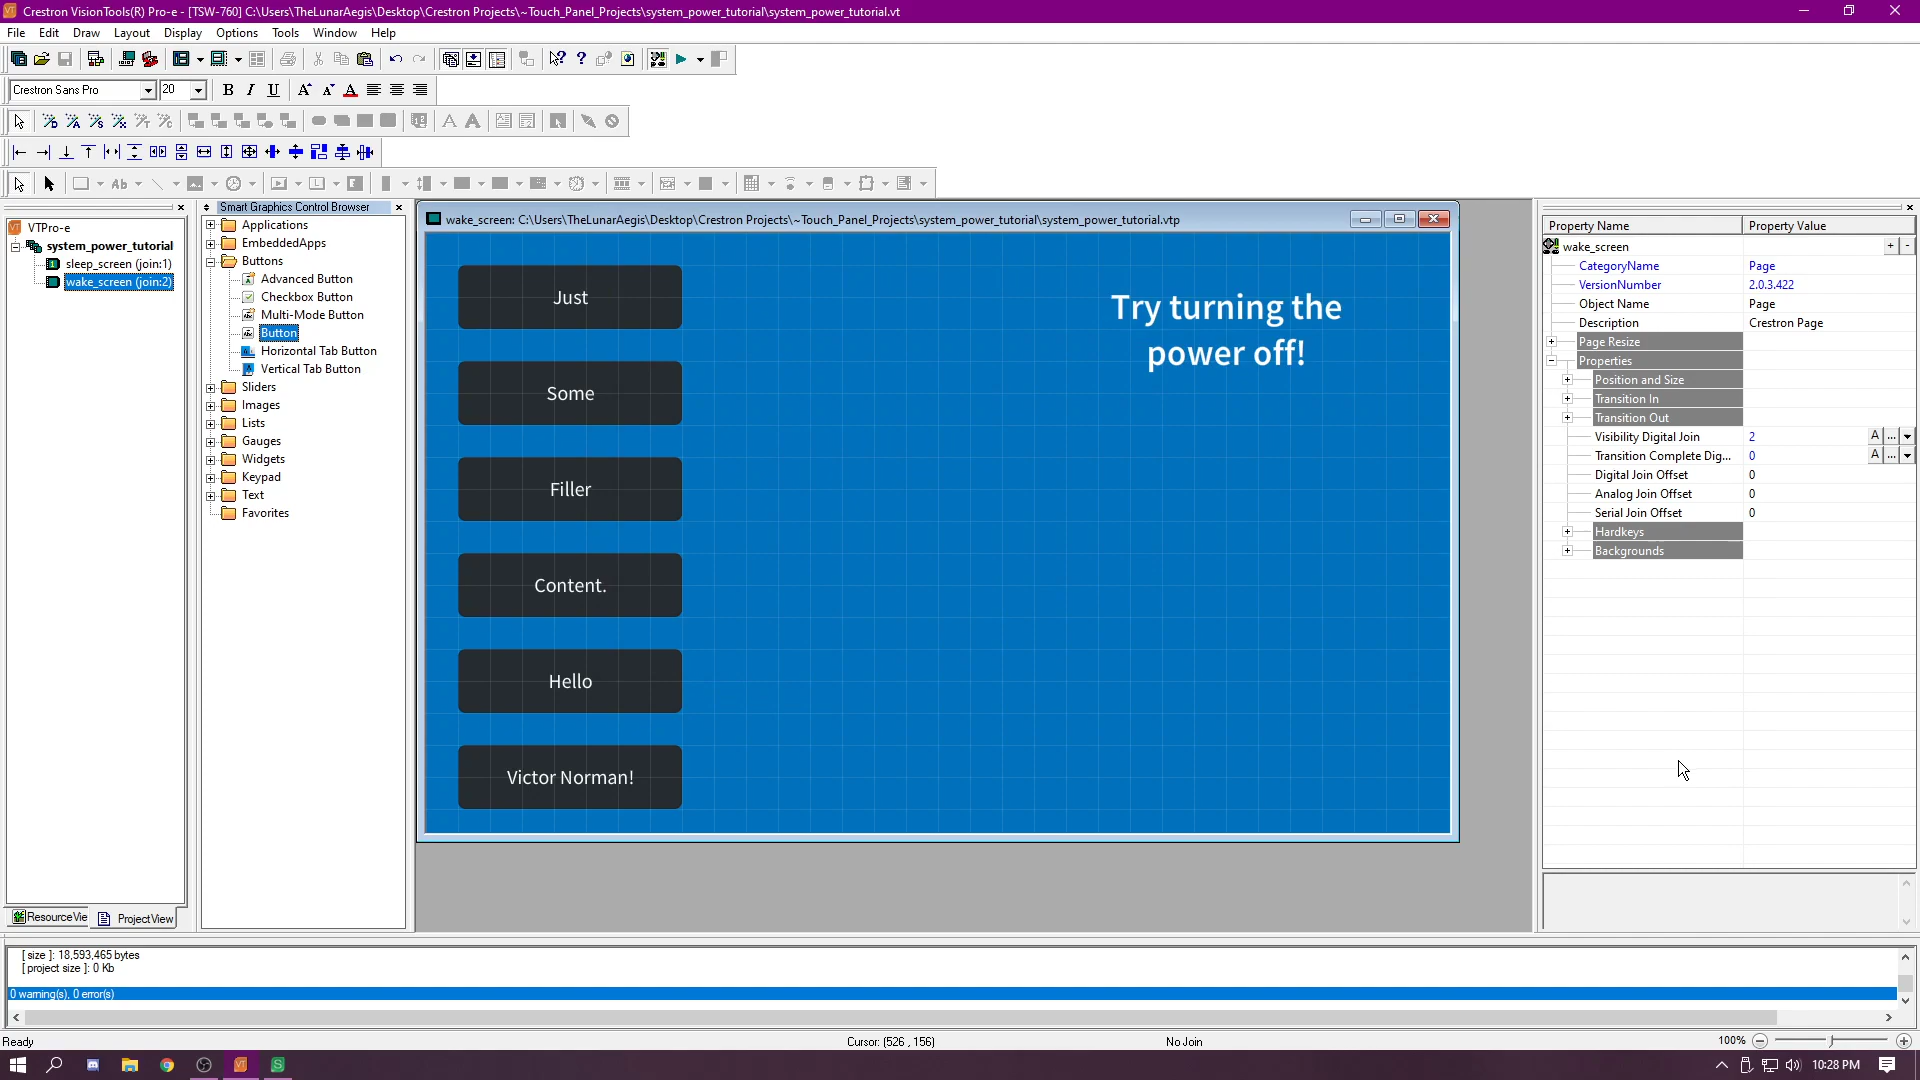 Crestron VisionTools(R) Pro-e - [TSW-760] C:\Users\TheLunarAegis\Desktop\Crestron Projects\~Touch_Panel_Projects\system_power_tutorial\system_power_tutorial.vt
File Edit Draw Layout Display Options Tools Window Help
Crestron Sans Pro 20
VTPro-e
system_power_tutorial
sleep_screen (join:1)
wake_screen (join:2)
ResourceVie ProjectView
Smart Graphics Control Browser
Applications
EmbeddedApps
Buttons
Advanced Button
Checkbox Button
Multi-Mode Button
Button
Horizontal Tab Button
Vertical Tab Button
Sliders
Images
Lists
Gauges
Widgets
Keypad
Text
Favorites
wake_screen: C:\Users\TheLunarAegis\Desktop\Crestron Projects\~Touch_Panel_Projects\system_power_tutorial\system_power_tutorial.vtp
Just
Some
Filler
Content.
Hello
Victor Norman!
Try turning the
power off!
Property Name Property Value
wake_screen
CategoryName Page
VersionNumber 2.0.3.422
Object Name Page
Description Crestron Page
Page Resize
Properties
Position and Size
Transition In
Transition Out
Visibility Digital Join 2 A ...
Transition Complete Dig... 0 A ...
Digital Join Offset 0
Analog Join Offset 0
Serial Join Offset 0
Hardkeys
Backgrounds
[ size ]: 18,593,465 bytes
[ project size ]: 0 Kb
0 warning(s), 0 error(s)
Ready Cursor: (526 , 156) No Join 100%
10:28 PM